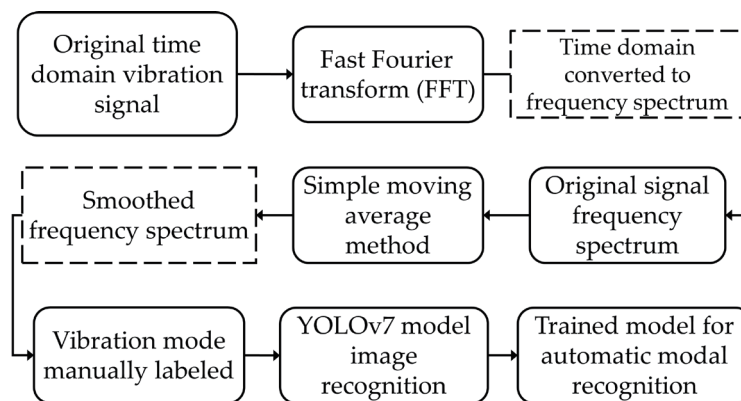 Original time
domain vibration
signal
Fast Fourier
transform (FFT)
Time domain
converted to
frequency spectrum
Original signal
frequency
spectrum
Simple moving
average
method
Smoothed
frequency spectrum
Vibration mode
manually labeled
YOLOv7 model
image
recognition
Trained model for
automatic modal
recognition